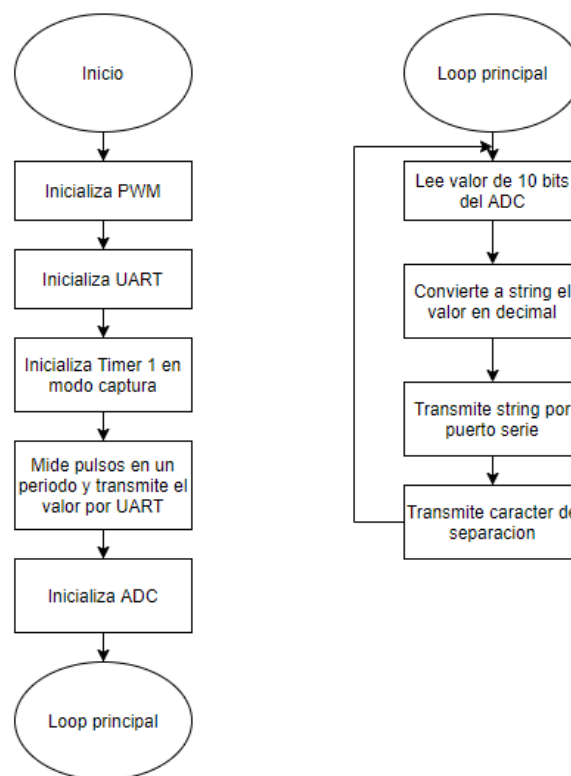 Inicio
Inicializa PWM
Inicializa UART
Inicializa Timer 1 en
modo captura
Mide pulsos en un
periodo y transmite el
valor por UART
Inicializa ADC
Loop principal
Loop principal
Lee valor de 10 bits
del ADC
Convierte a string el
valor en decimal
Transmite string por
puerto serie
Transmite caracter de
separacion